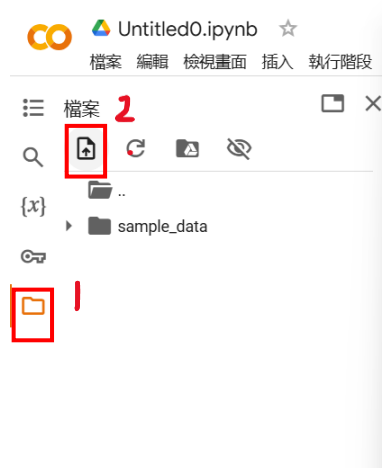 Untitled0.ipynb
檔案 編輯 檢視畫面 插入 執行階段
檔案 2
..
{x}
sample_data
1